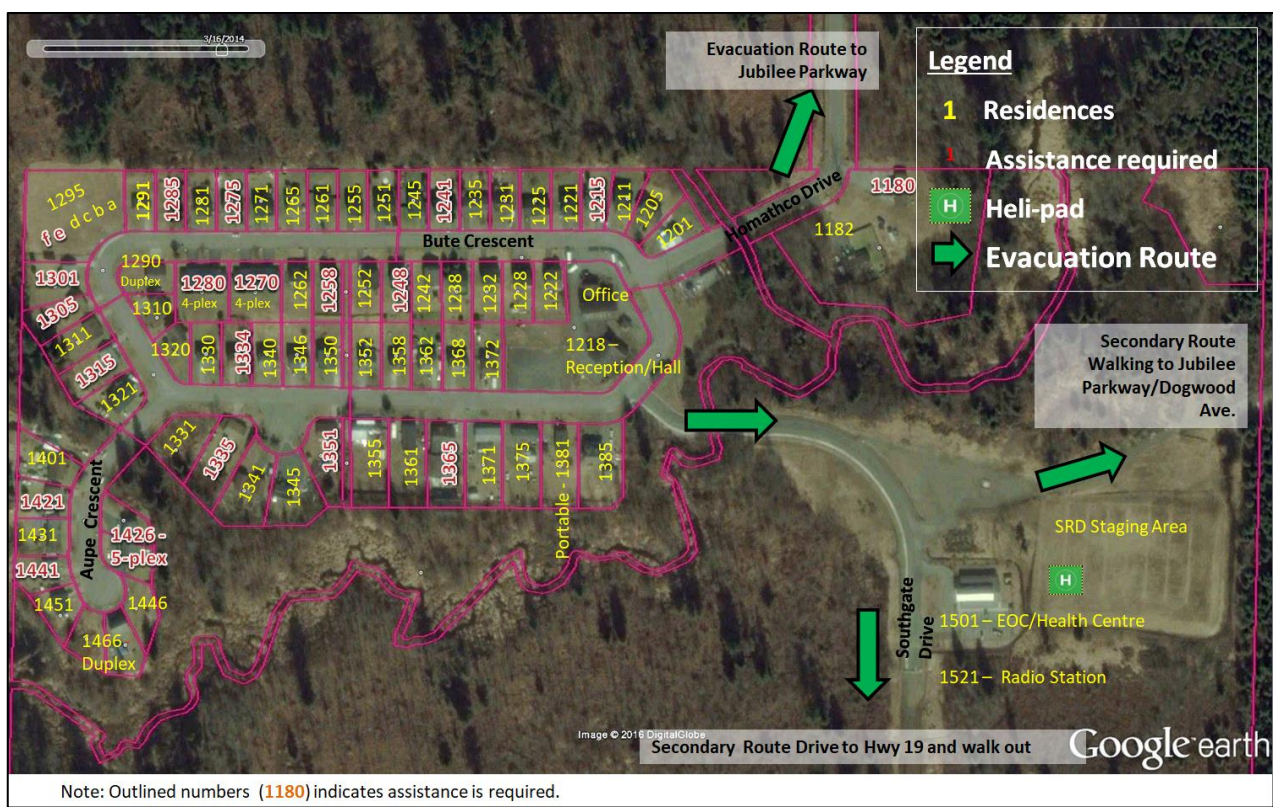 3/16/2014
Evacuation Route to
Jubilee Parkway
Legend
1 Residences
1 Assistance required
H Heli-pad
Evacuation Route
1295
f e d c b a
1291
1285
1281
1275
1271
1265
1261
1255
1251
1245
1241
1235
1231
1225
1221
1215
1211
1205
1201
Homathco Drive
1180
1182
Bute Crescent
1301
1305
1311
1315
1321
1290
Duplex
1280
4-plex
1270
4-plex
1262
1258
1252
1248
1242
1238
1232
1228
1222
Office
1310
1320
1330
1334
1340
1346
1350
1352
1358
1362
1368
1372
1218 –
Reception/Hall
Secondary Route
Walking to Jubilee
Parkway/Dogwood
Ave.
1331
1335
1341
1345
1351
1355
1361
1365
1371
1375
Portable - 1981
1385
1401
1421
1431
1441
1451
Aupe Crescent
1426 -
5-plex
1446
1466
Duplex
SRD Staging Area
H
Southgate
Drive
1501 – EOC/Health Centre
1521 – Radio Station
Image © 2016 DigitalGlobe
Secondary Route Drive to Hwy 19 and walk out
Google earth
Note: Outlined numbers (1180) indicates assistance is required.